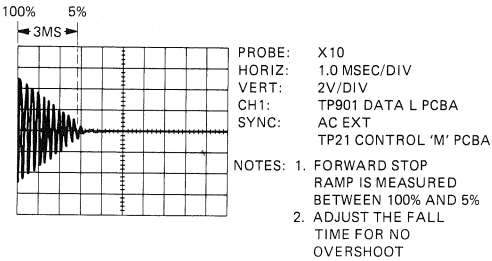 100% 5%
3MS
PROBE: X10
HORIZ: 1.0 MSEC/DIV
VERT: 2V/DIV
CH1: TP901 DATA L PCBA
SYNC: AC EXT
TP21 CONTROL 'M' PCBA
NOTES: 1. FORWARD STOP
RAMP IS MEASURED
BETWEEN 100% AND 5%
2. ADJUST THE FALL
TIME FOR NO
OVERSHOOT